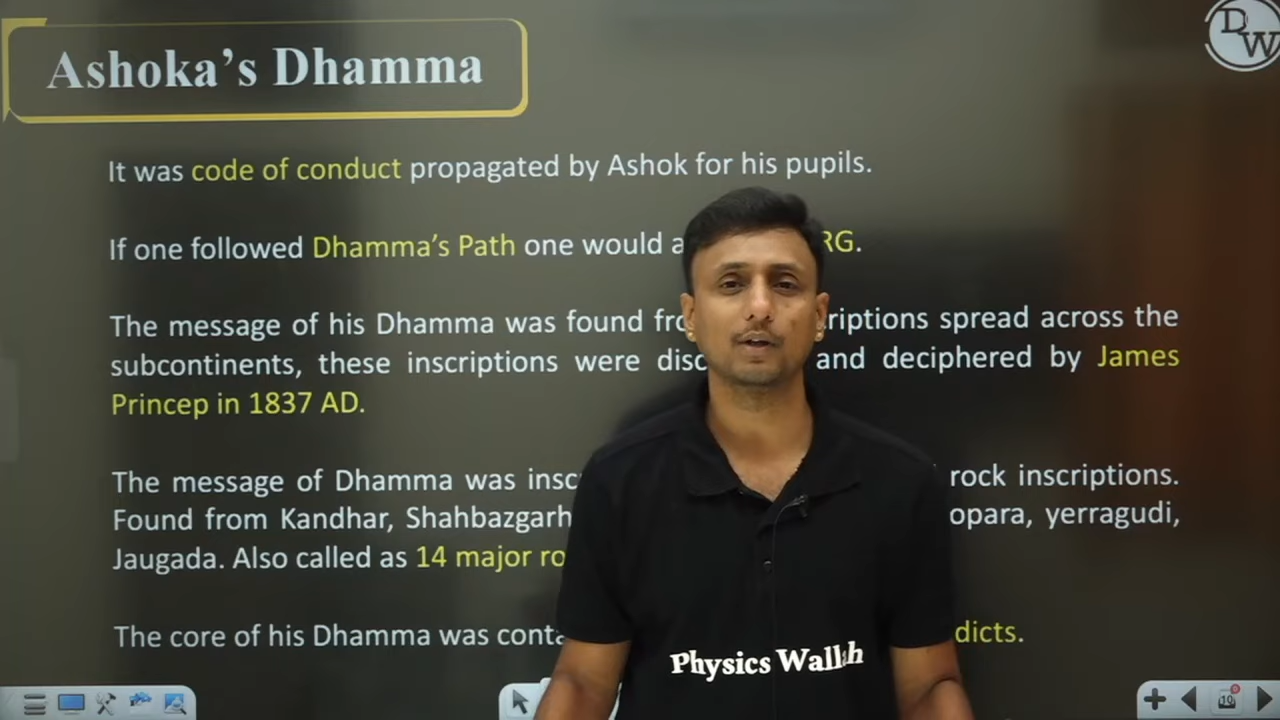 Ashoka's Dhamma
DW
It was code of conduct propagated by Ashok for his pupils.
If one followed Dhamma's Path one would a RG.
The message of his Dhamma was found fro criptions spread across the
subcontinents, these inscriptions were disc and deciphered by James
Princep in 1837 AD.
The message of Dhamma was insc rock inscriptions.
Found from Kandhar, Shahbazgarh opara, yerragudi,
Jaugada. Also called as 14 major ro
The core of his Dhamma was conta dicts.
Physics Wallah
10